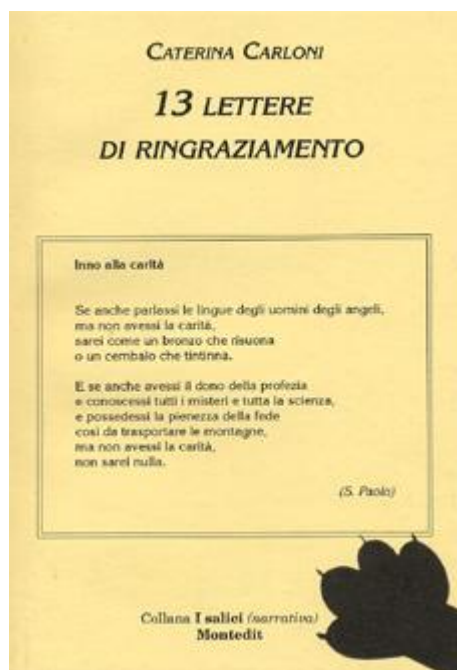 CATERINA CARLONI
13 LETTERE
DI RINGRAZIAMENTO
Inno alla carità
Se anche parlassi le lingue degli uomini degli angeli,
ma non avessi la carità,
sarei come un bronzo che risuona
o un cembalo che tintinna.
E se anche avessi il dono della profezia
e conoscessi tutti i misteri e tutta la scienza,
e possedessi la pienezza della fede
così da trasportare le montagne,
ma non avessi la carità,
non sarei nulla.
(S. Paolo)
Collana I salici (narrativa)
Montedit